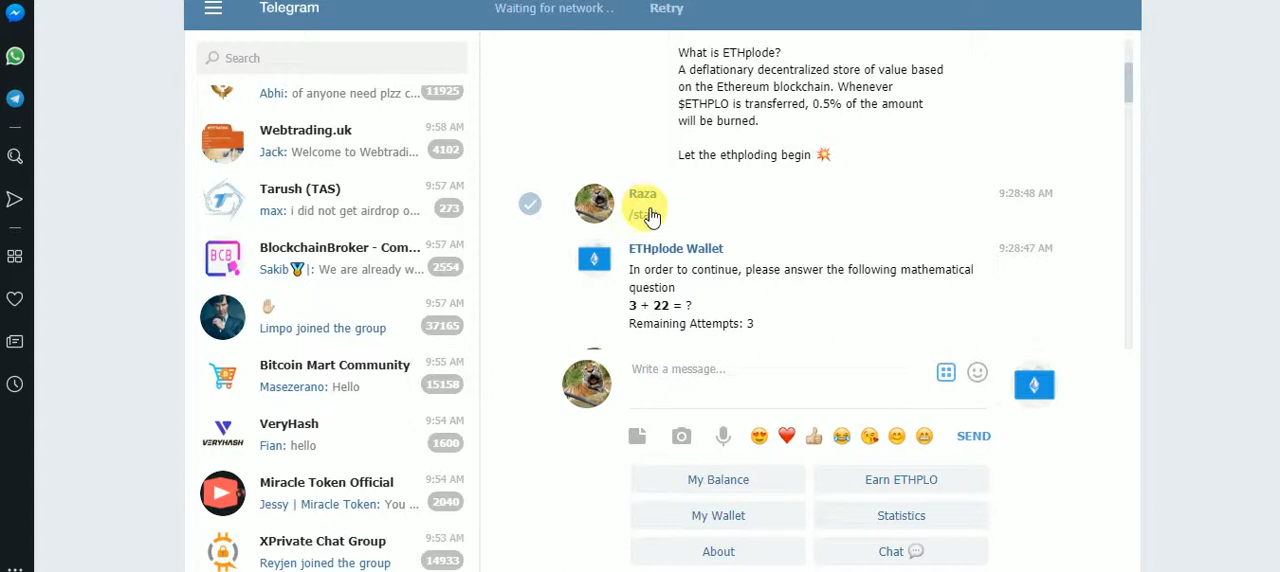 Telegram
Waiting for network ..
Retry
Search
Abhi: of anyone need plzz c...
11925
Webtrading.uk
9:58 AM
Jack: Welcome to Webtradi...
4102
Tarush (TAS)
9:57 AM
max: i did not get airdrop o...
273
BlockchainBroker - Com...
9:57 AM
Sakib🏅|: We are already w...
2554
✋🏼
9:57 AM
Limpo joined the group
37165
Bitcoin Mart Community
9:55 AM
Masezerano: Hello
15158
VeryHash
9:54 AM
Fian: hello
1600
Miracle Token Official
9:54 AM
Jessy | Miracle Token: You ...
2040
XPrivate Chat Group
9:53 AM
Reyjen joined the group
14933
What is ETHplode?
A deflationary decentralized store of value based
on the Ethereum blockchain. Whenever
$ETHPLO is transferred, 0.5% of the amount
will be burned.
Let the ethploding begin 💥
Raza
9:28:48 AM
ETHplode Wallet
9:28:47 AM
In order to continue, please answer the following mathematical
question
3 + 22 = ?
Remaining Attempts: 3
Write a message...
SEND
My Balance
Earn ETHPLO
My Wallet
Statistics
About
Chat 💬